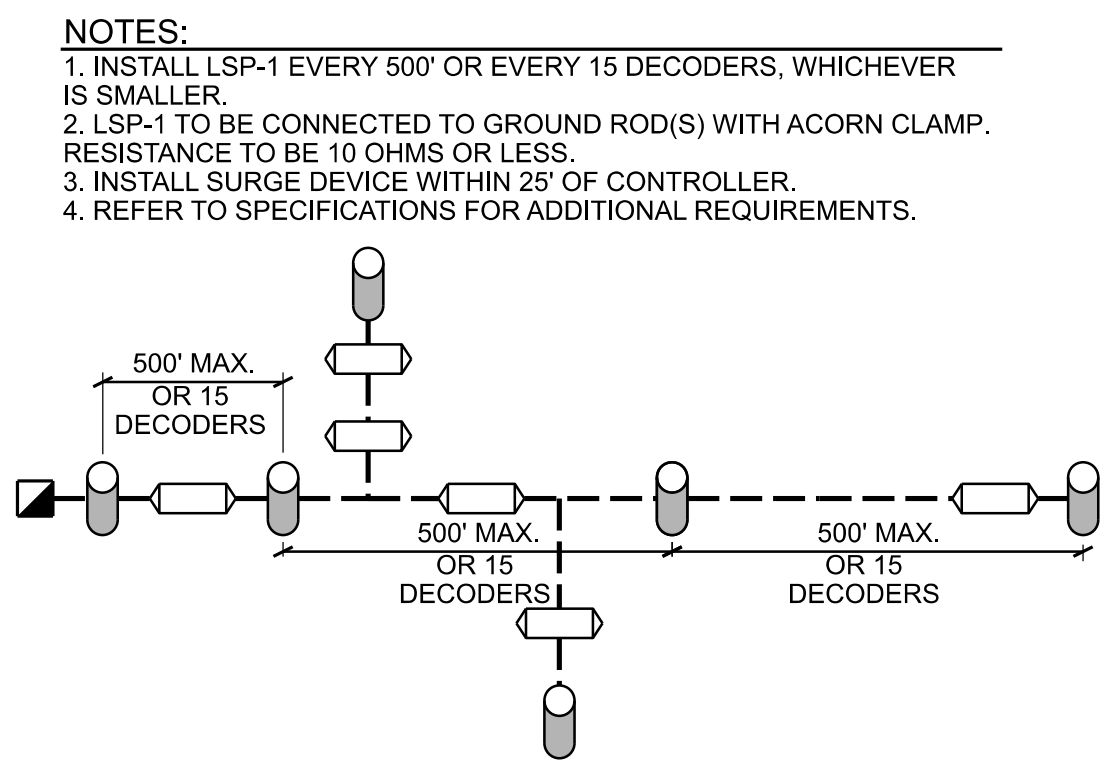 NOTES:
1. INSTALL LSP-1 EVERY 500' OR EVERY 15 DECODERS, WHICHEVER
IS SMALLER.
2. LSP-1 TO BE CONNECTED TO GROUND ROD(S) WITH ACORN CLAMP.
RESISTANCE TO BE 10 OHMS OR LESS.
3. INSTALL SURGE DEVICE WITHIN 25' OF CONTROLLER.
4. REFER TO SPECIFICATIONS FOR ADDITIONAL REQUIREMENTS.
500' MAX.
OR 15
DECODERS
500' MAX.
OR 15
DECODERS
500' MAX.
OR 15
DECODERS